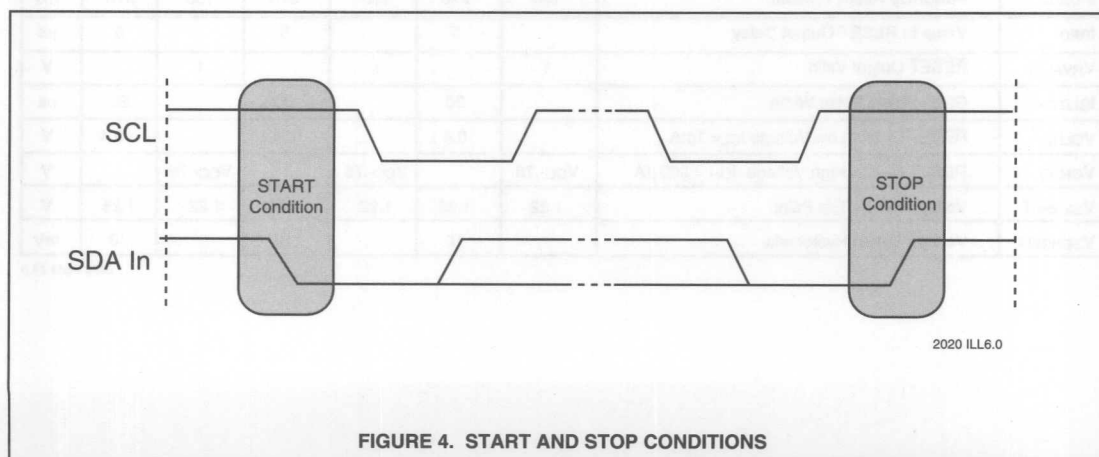 SCL
START
Condition
STOP
Condition
SDA In
2020 ILL6.0
FIGURE 4. START AND STOP CONDITIONS